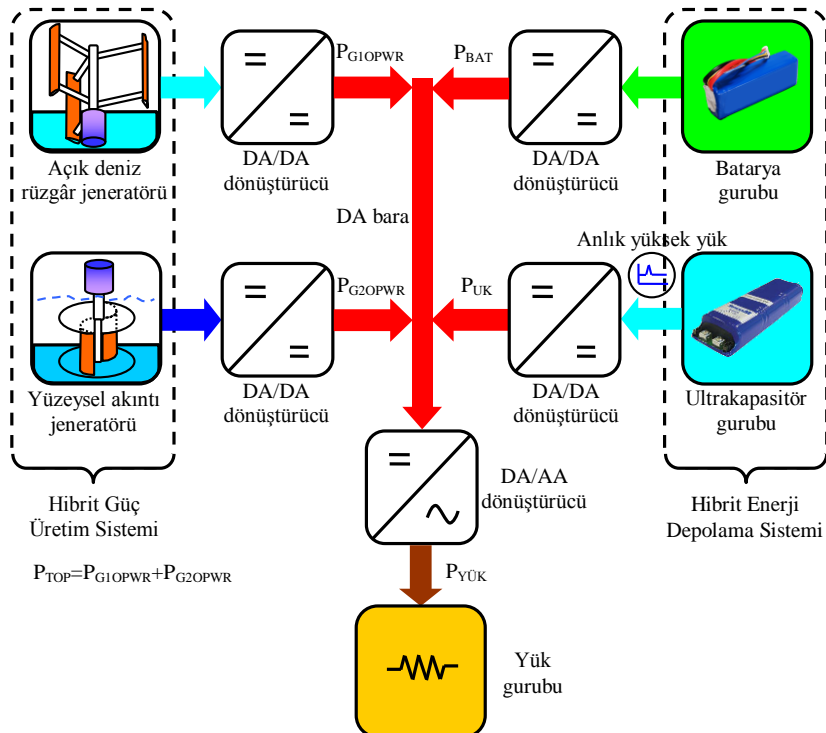 P_G1OPWR
P_BAT
Açık deniz
rüzgâr jeneratörü
DA/DA
dönüştürücü
DA/DA
dönüştürücü
Batarya
gurubu
DA bara
Anlık yüksek yük
P_G2OPWR
P_UK
Yüzeysel akıntı
jeneratörü
DA/DA
dönüştürücü
DA/DA
dönüştürücü
Ultrakapasitör
gurubu
DA/AA
dönüştürücü
Hibrit Güç
Üretim Sistemi
Hibrit Enerji
Depolama Sistemi
P_TOP=P_G1OPWR+P_G2OPWR
P_YÜK
Yük
gurubu